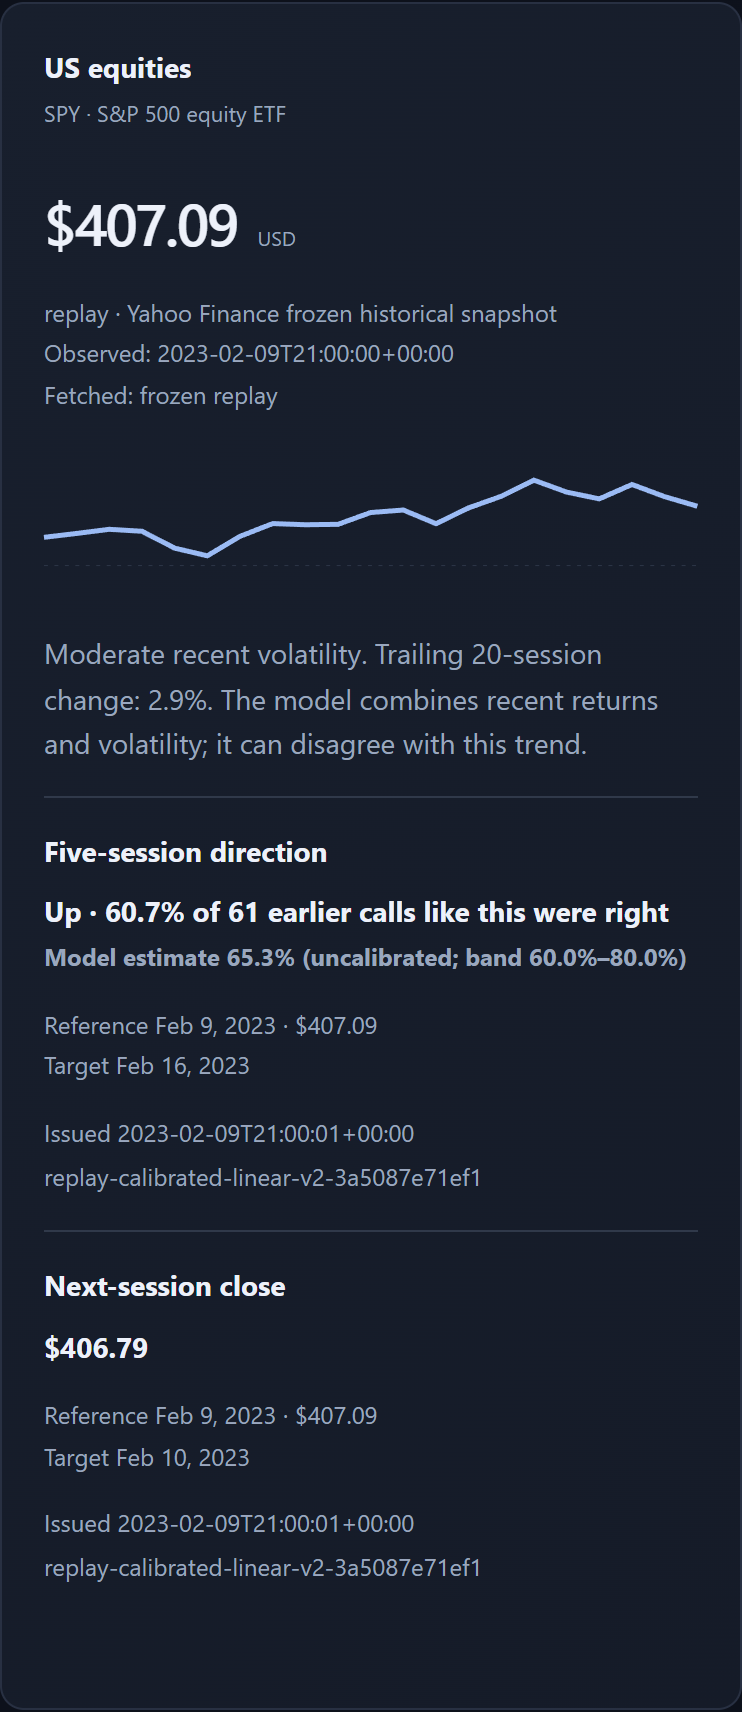 US equities
SPY · S&P 500 equity ETF
$407.09 USD
replay · Yahoo Finance frozen historical snapshot
Observed: 2023-02-09T21:00:00+00:00
Fetched: frozen replay
Moderate recent volatility. Trailing 20-session
change: 2.9%. The model combines recent returns
and volatility; it can disagree with this trend.
Five-session direction
Up · 60.7% of 61 earlier calls like this were right
Model estimate 65.3% (uncalibrated; band 60.0%–80.0%)
Reference Feb 9, 2023 · $407.09
Target Feb 16, 2023
Issued 2023-02-09T21:00:01+00:00
replay-calibrated-linear-v2-3a5087e71ef1
Next-session close
$406.79
Reference Feb 9, 2023 · $407.09
Target Feb 10, 2023
Issued 2023-02-09T21:00:01+00:00
replay-calibrated-linear-v2-3a5087e71ef1